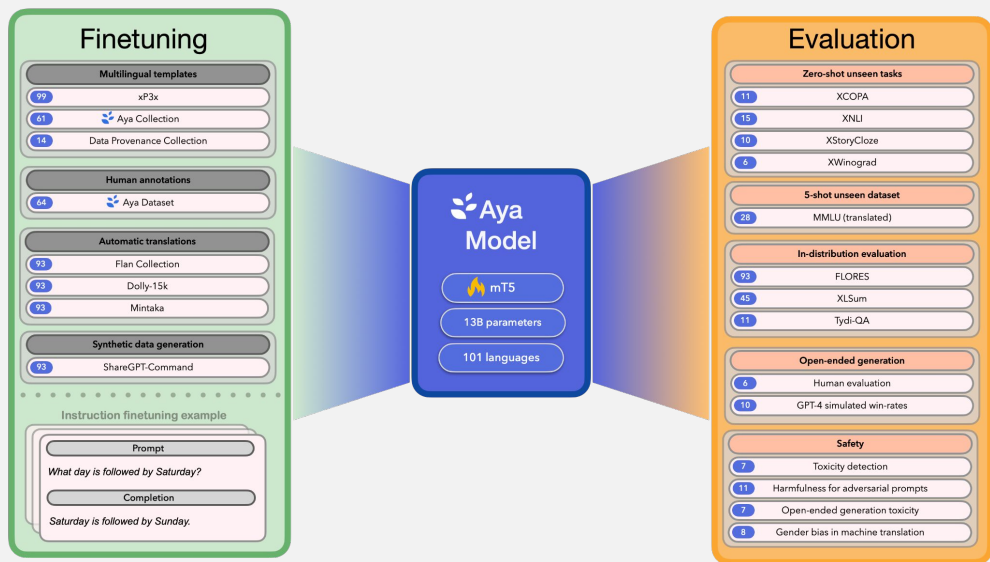 Finetuning
Multilingual templates
99 xP3x
61 Aya Collection
14 Data Provenance Collection
Human annotations
64 Aya Dataset
Automatic translations
93 Flan Collection
93 Dolly-15k
93 Mintaka
Synthetic data generation
93 ShareGPT-Command
Instruction finetuning example
Prompt
What day is followed by Saturday?
Completion
Saturday is followed by Sunday.
Aya
Model
mT5
13B parameters
101 languages
Evaluation
Zero-shot unseen tasks
11 XCOPA
15 XNLI
10 XStoryCloze
6 XWinograd
5-shot unseen dataset
28 MMLU (translated)
In-distribution evaluation
93 FLORES
45 XLSum
11 Tydi-QA
Open-ended generation
6 Human evaluation
10 GPT-4 simulated win-rates
Safety
7 Toxicity detection
11 Harmfulness for adversarial prompts
7 Open-ended generation toxicity
8 Gender bias in machine translation